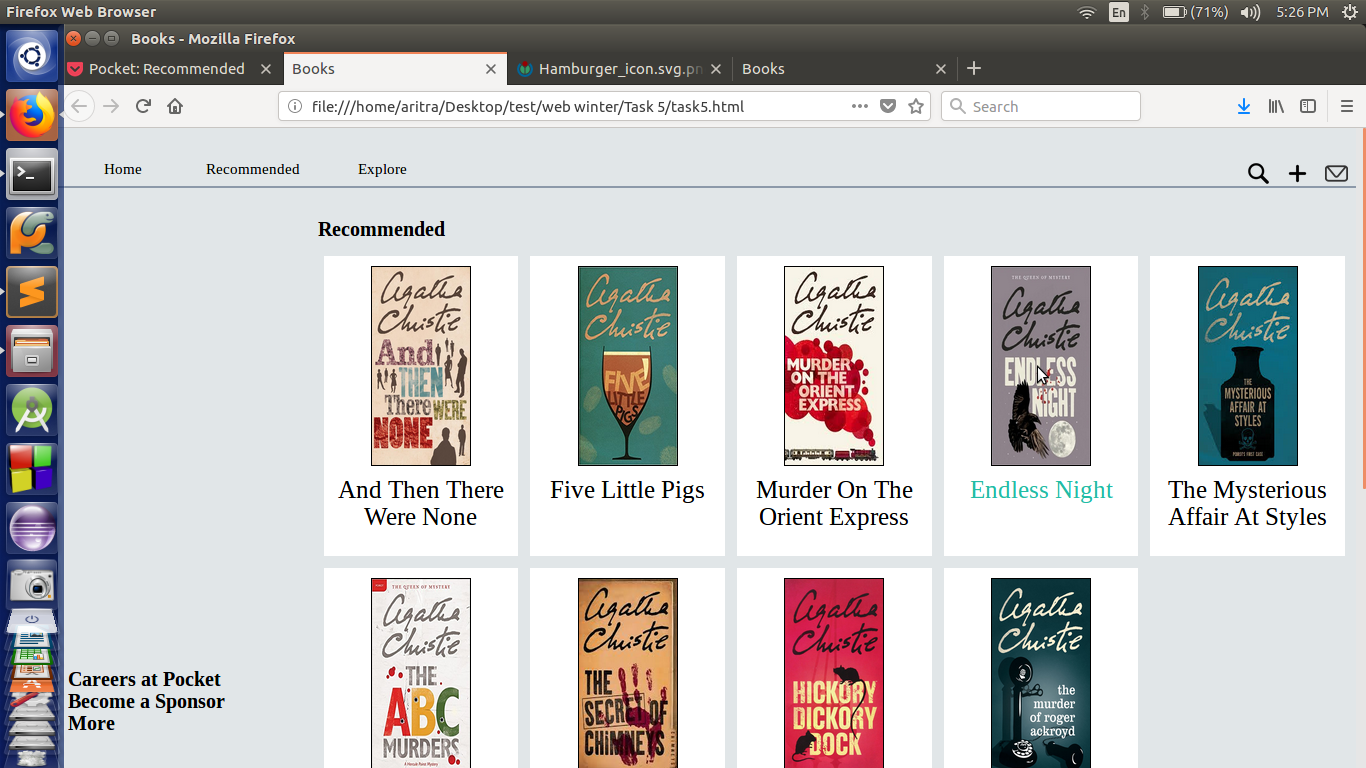 Firefox Web Browser
En
(71%)
5:26 PM
Books - Mozilla Firefox
Pocket: Recommended
Books
Hamburger_icon.svg.pn
Books
file:///home/aritra/Desktop/test/web winter/Task 5/task5.html
Search
Home
Recommended
Explore
Recommended
Agatha
Christie
And
THEN
There WERE
NONE
Agatha
Christie
FIVE
LITTLE
PIGS
Agatha
Christie
MURDER
ON THE
ORIENT
EXPRESS
THE QUEEN OF MYSTERY
Agatha
Christie
ENDLESS
NIGHT
Agatha
Christie
THE
MYSTERIOUS
AFFAIR AT
STYLES
POIROT'S FIRST CASE
And Then There
Were None
Five Little Pigs
Murder On The
Orient Express
Endless Night
The Mysterious
Affair At Styles
THE QUEEN OF MYSTERY
Agatha
Christie
THE
ABC
MURDERS
A Hercule Poirot Mystery
Agatha
Christie
THE
SECRET OF
CHIMNEYS
Agatha
Christie
HICKORY
DICKORY
DOCK
Agatha
Christie
the
murder
of roger
ackroyd
Careers at Pocket
Become a Sponsor
More